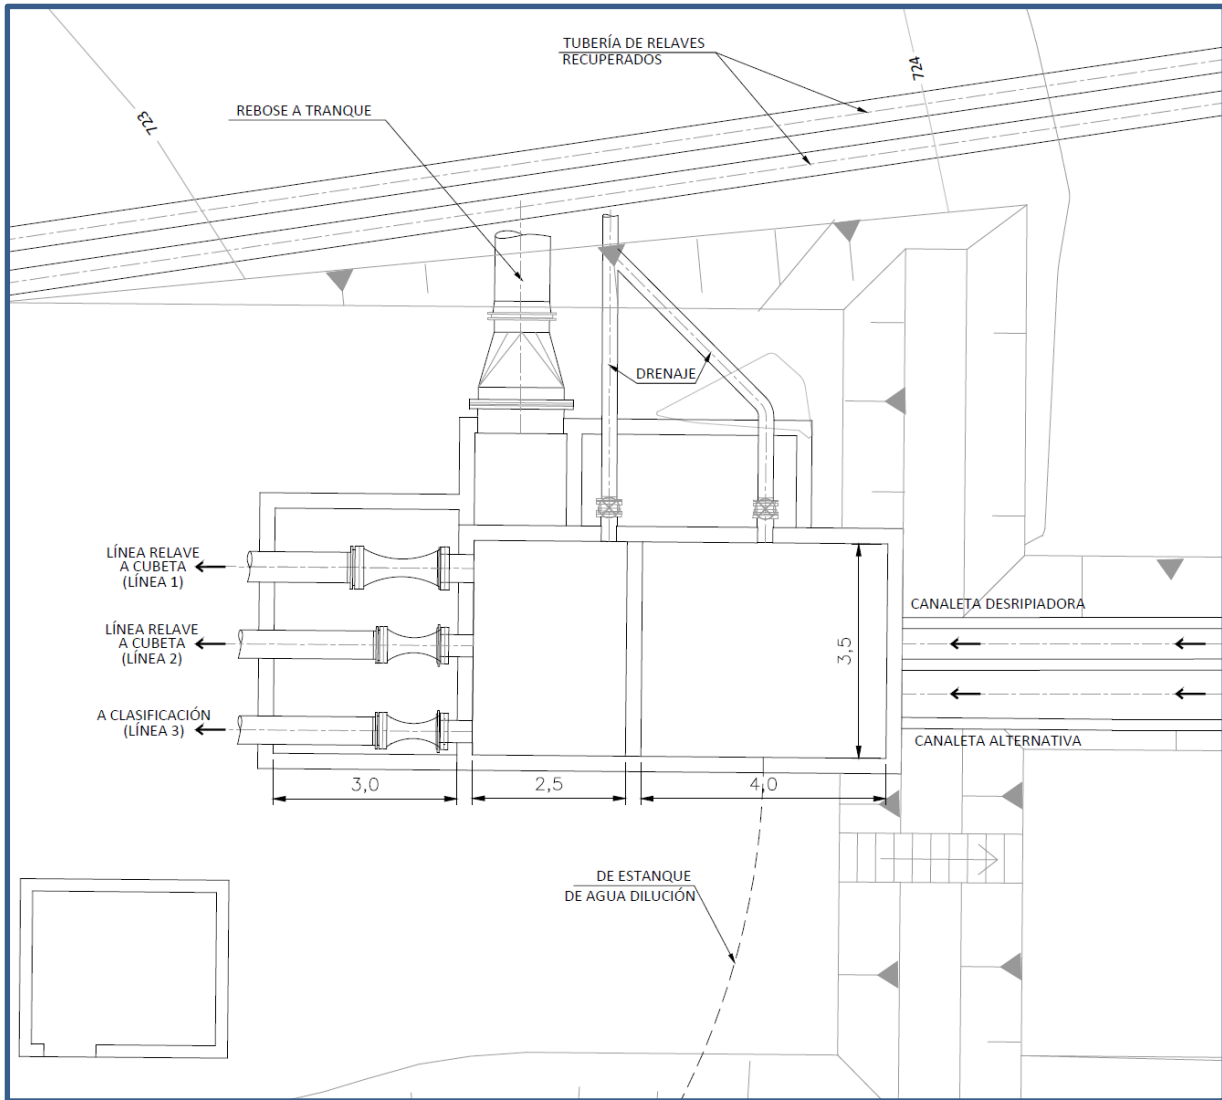 TUBERÍA DE RELAVES
RECUPERADOS
724
723
REBOSE A TRANQUE
DRENAJE
LÍNEA RELAVE
A CUBETA
(LÍNEA 1)
LÍNEA RELAVE
A CUBETA
(LÍNEA 2)
A CLASIFICACIÓN
(LÍNEA 3)
CANALETA DESRIPIADORA
3,5
CANALETA ALTERNATIVA
3,0
2,5
4,0
DE ESTANQUE
DE AGUA DILUCIÓN